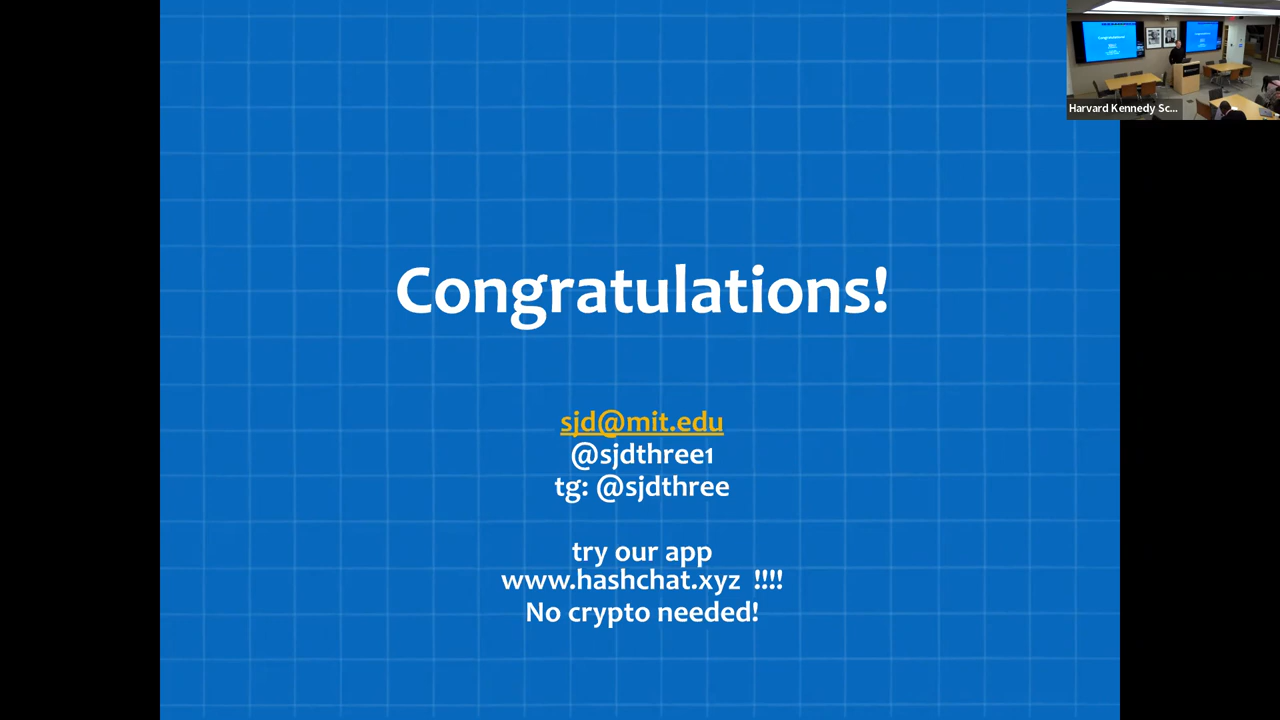 Harvard Kennedy Sc...
Congratulations!
sjd@mit.edu
@sjdthree1
tg: @sjdthree
try our app
www.hashchat.xyz !!!!
No crypto needed!